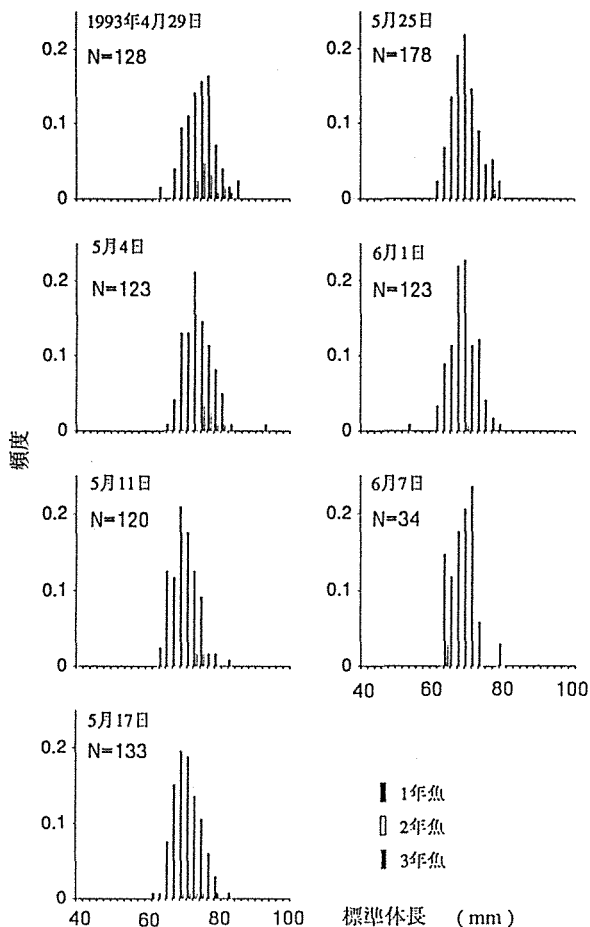 1993年4月29日
N=128
0.2
0.1
0
5月4日
N=123
0.2
0.1
0
5月11日
N=120
0.2
0.1
0
5月17日
N=133
0.2
0.1
0
40 60 80 100
5月25日
N=178
0.2
0.1
0
6月1日
N=123
0.2
0.1
0
6月7日
N=34
0.2
0.1
0
40 60 80 100
頻度
1年魚
2年魚
3年魚
標準体長 (mm)